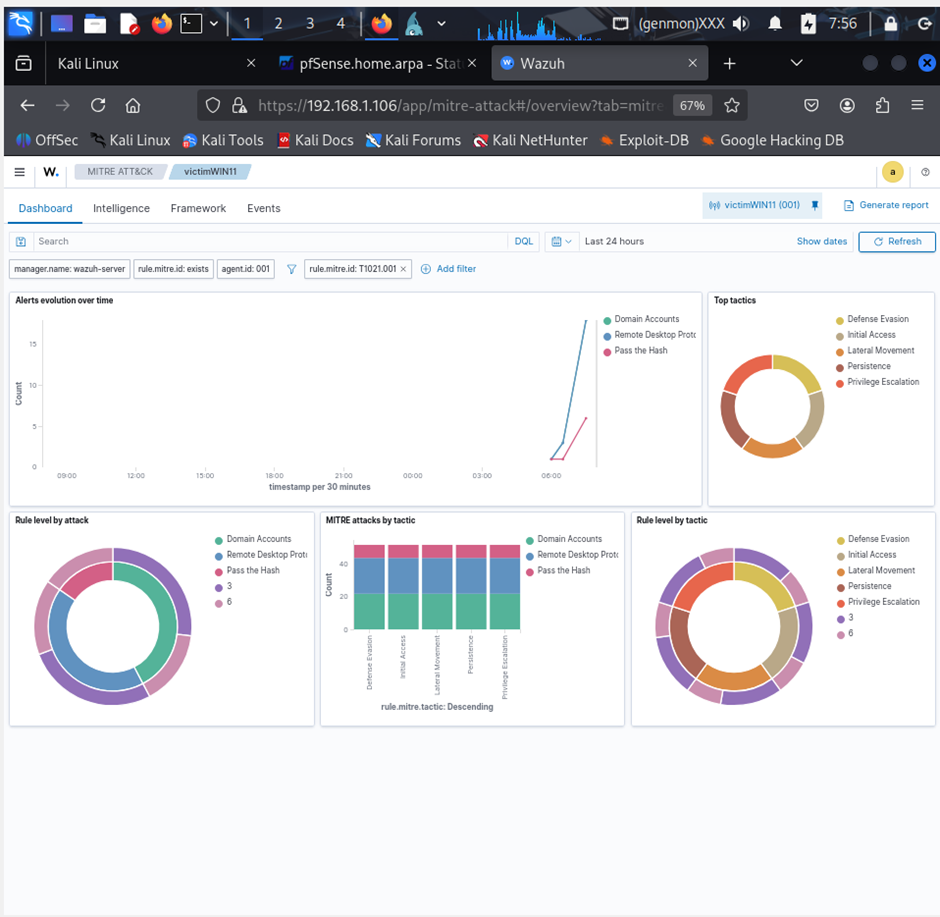 1 2 3 4 (genmon)XXX 7:56
Kali Linux × pfSense.home.arpa - Stat × Wazuh ×
https://192.168.1.106/app/mitre-attack#/overview?tab=mitre 67%
OffSec Kali Linux Kali Tools Kali Docs Kali Forums Kali NetHunter Exploit-DB Google Hacking DB
W. MITRE ATT&CK victimWIN11 a
Dashboard Intelligence Framework Events victimWIN11 (001) Generate report
Search DQL Last 24 hours Show dates Refresh
manager.name: wazuh-server rule.mitre.id: exists agent.id: 001 rule.mitre.id: T1021.001 × Add filter
Alerts evolution over time
Count
15
10
5
0
09:00 12:00 15:00 18:00 21:00 00:00 03:00 06:00
timestamp per 30 minutes
Domain Accounts
Remote Desktop Proto
Pass the Hash
Top tactics
Defense Evasion
Initial Access
Lateral Movement
Persistence
Privilege Escalation
Rule level by attack
Domain Accounts
Remote Desktop Proto
Pass the Hash
3
6
MITRE attacks by tactic
Count
40
20
0
Defense Evasion
Initial Access
Lateral Movement
Persistence
Privilege Escalation
rule.mitre.tactic: Descending
Domain Accounts
Remote Desktop Proto
Pass the Hash
Rule level by tactic
Defense Evasion
Initial Access
Lateral Movement
Persistence
Privilege Escalation
3
6